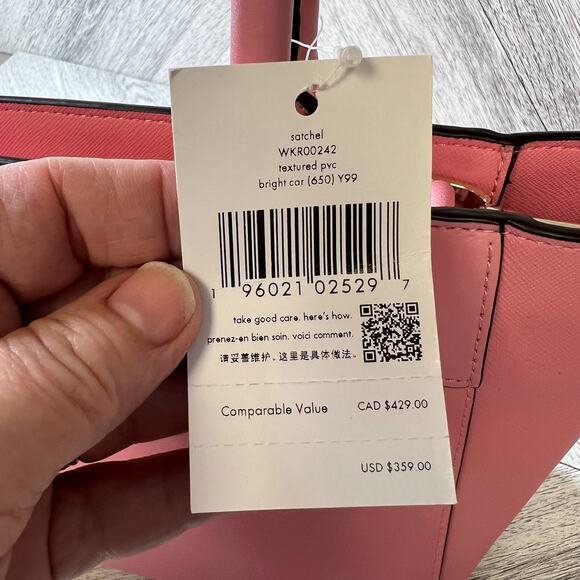 satchel
WKR00242
textured pvc
bright car (650) Y99
1 96021 02529 7
take good care. here's how.
prenez-en bien soin. voici comment.
请妥善维护。这里是具体做法。
Comparable Value CAD $429.00
USD $359.00